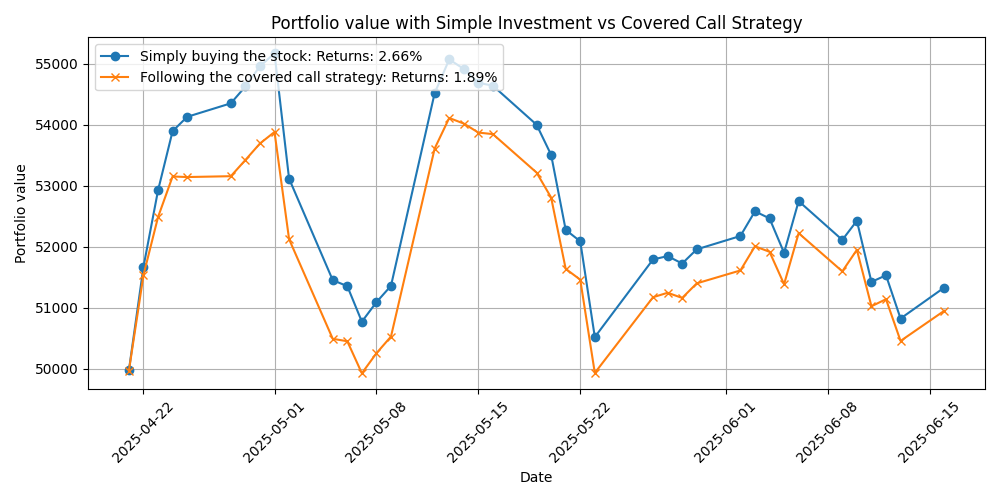 Portfolio value with Simple Investment vs Covered Call Strategy
Simply buying the stock: Returns: 2.66%
Following the covered call strategy: Returns: 1.89%
Portfolio value
55000
54000
53000
52000
51000
50000
2025-04-22
2025-05-01
2025-05-08
2025-05-15
2025-05-22
2025-06-01
2025-06-08
2025-06-15
Date